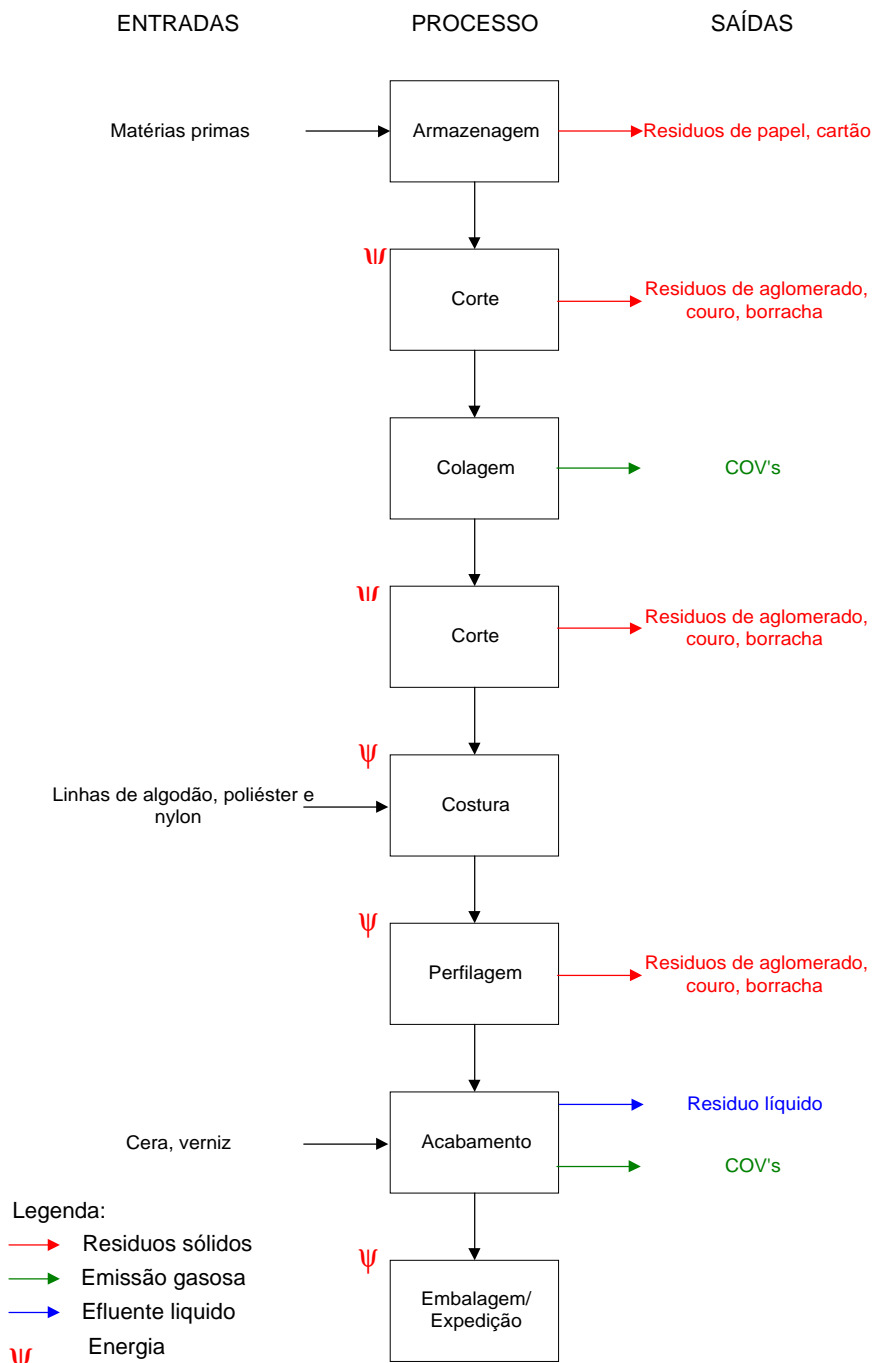 ENTRADAS PROCESSO SAÍDAS
Matérias primas
Armazenagem
Residuos de papel, cartão
ψ
Corte
Residuos de aglomerado,
couro, borracha
Colagem
COV's
ψ
Corte
Residuos de aglomerado,
couro, borracha
ψ
Linhas de algodão, poliéster e
nylon
Costura
ψ
Perfilagem
Residuos de aglomerado,
couro, borracha
Cera, verniz
Acabamento
Residuo líquido
COV's
ψ
Embalagem/
Expedição
Legenda:
Residuos sólidos
Emissão gasosa
Efluente liquido
ψ Energia